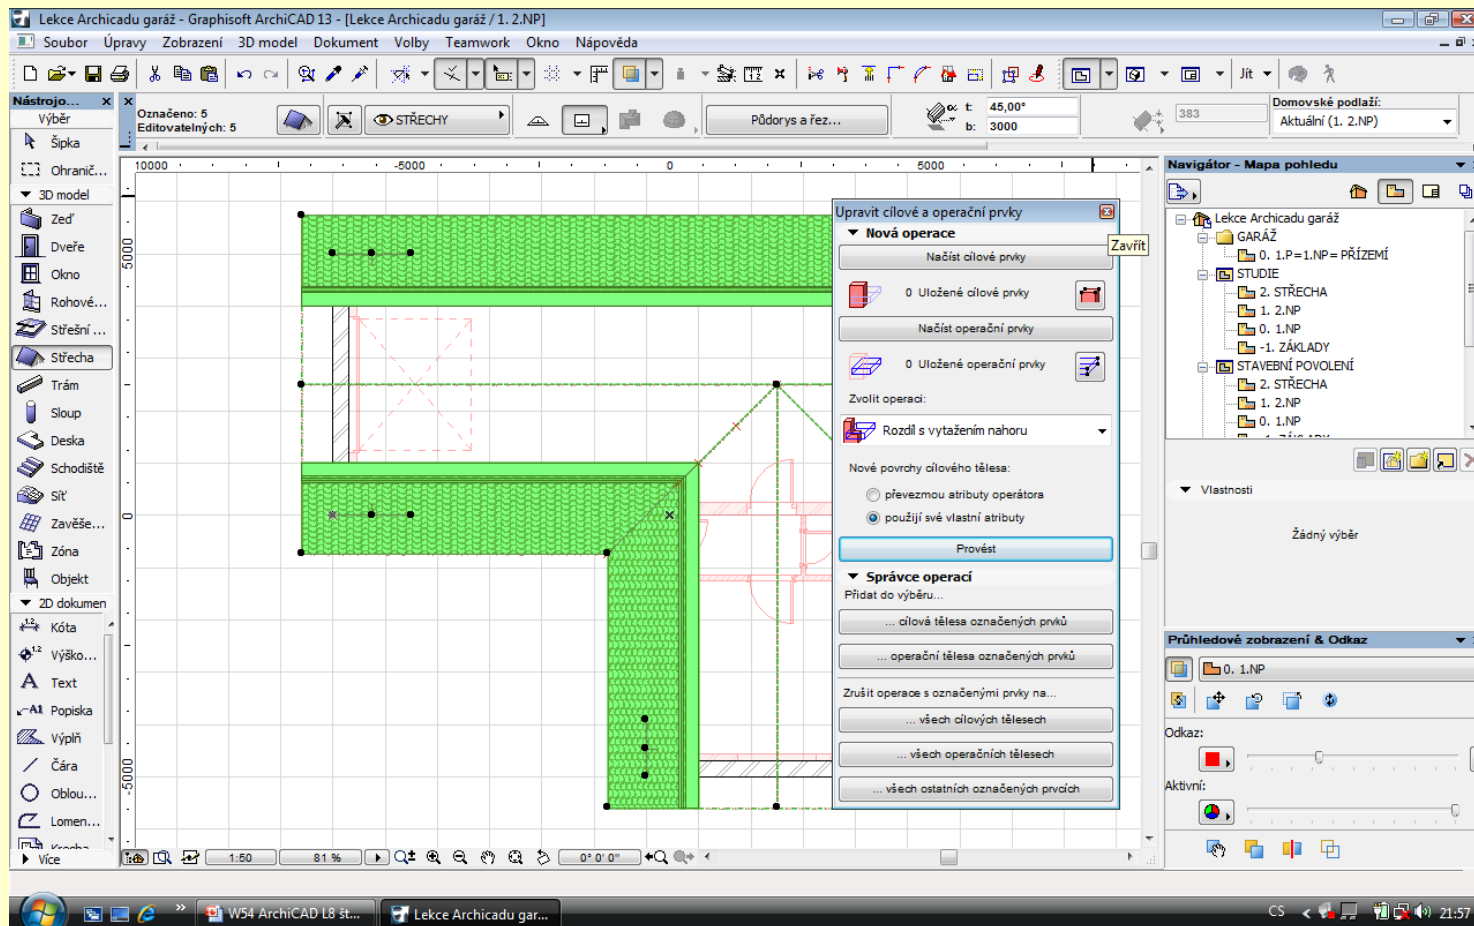 Lekce Archicadu garáž - Graphisoft ArchiCAD 13 - [Lekce Archicadu garáž / 1. 2.NP]
Soubor Úpravy Zobrazení 3D model Dokument Volby Teamwork Okno Nápověda
Jít
Nástrojo...
Výběr
Šipka
Ohranič...
3D model
Zeď
Dveře
Okno
Rohové...
Střešní ...
Střecha
Trám
Sloup
Deska
Schodiště
Síť
Zavěše...
Zóna
Objekt
2D dokumen
Kóta
Výško...
Text
Popiska
Výplň
Čára
Oblou...
Lomen...
Více
Označeno: 5
Editovatelných: 5
STŘECHY
Půdorys a řez...
t: 45,00°
b: 3000
383
Domovské podlaží:
Aktuální (1. 2.NP)
10000 -5000 0 5000
5000
0
-5000
Upravit cílové a operační prvky
Zavřít
Nová operace
Načíst cílové prvky
0 Uložené cílové prvky
Načíst operační prvky
0 Uložené operační prvky
Zvolit operaci:
Rozdíl s vytažením nahoru
Nové povrchy cílového tělesa:
převezmou atributy operátora
použijí své vlastní atributy
Provést
Správce operací
Přidat do výběru...
... cílová tělesa označených prvků
... operační tělesa označených prvků
Zrušit operace s označenými prvky na...
... všech cílových tělesech
... všech operačních tělesech
... všech ostatních označených prvcích
Navigátor - Mapa pohledu
Lekce Archicadu garáž
GARÁŽ
0. 1.P=1.NP= PŘÍZEMÍ
STUDIE
2. STŘECHA
1. 2.NP
0. 1.NP
-1. ZÁKLADY
STAVEBNÍ POVOLENÍ
2. STŘECHA
1. 2.NP
0. 1.NP
Vlastnosti
Žádný výběr
Průhledové zobrazení & Odkaz
0. 1.NP
Odkaz:
Aktivní:
1:50 81 % 0° 0' 0"
W54 ArchiCAD L8 št... Lekce Archicadu gar... CS 21:57